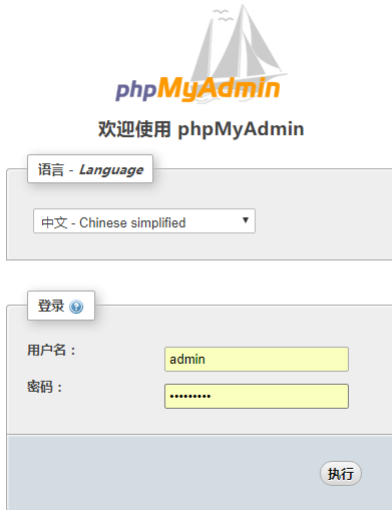 phpMyAdmin
欢迎使用 phpMyAdmin
语言 - Language
中文 - Chinese simplified
登录
用户名：
admin
密码：
•••••••••
执行